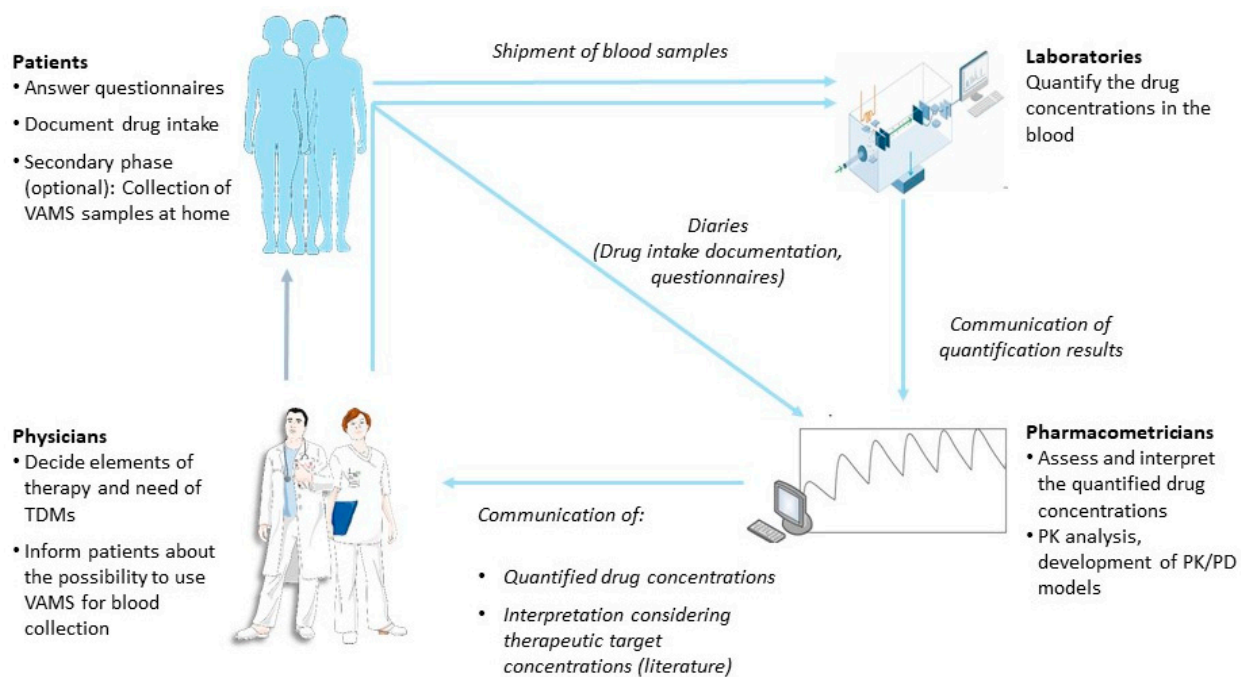 Patients
• Answer questionnaires
• Document drug intake
• Secondary phase
(optional): Collection of
VAMS samples at home
Shipment of blood samples
Laboratories
Quantify the drug
concentrations in the
blood
Diaries
(Drug intake documentation,
questionnaires)
Communication of
quantification results
Physicians
• Decide elements of
therapy and need of
TDMs
• Inform patients about
the possibility to use
VAMS for blood
collection
Communication of:
• Quantified drug concentrations
• Interpretation considering
therapeutic target
concentrations (literature)
Pharmacometricians
• Assess and interpret
the quantified drug
concentrations
• PK analysis,
development of PK/PD
models